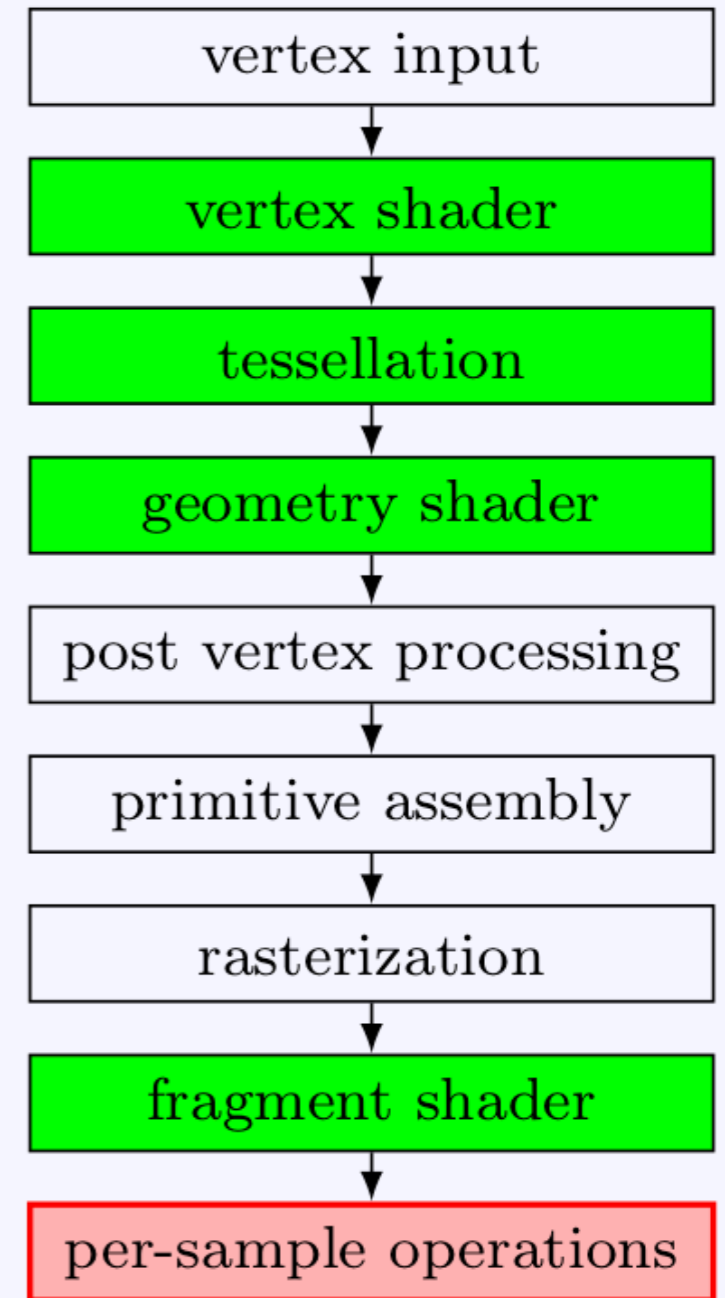 vertex input
vertex shader
tessellation
geometry shader
post vertex processing
primitive assembly
rasterization
fragment shader
per-sample operations